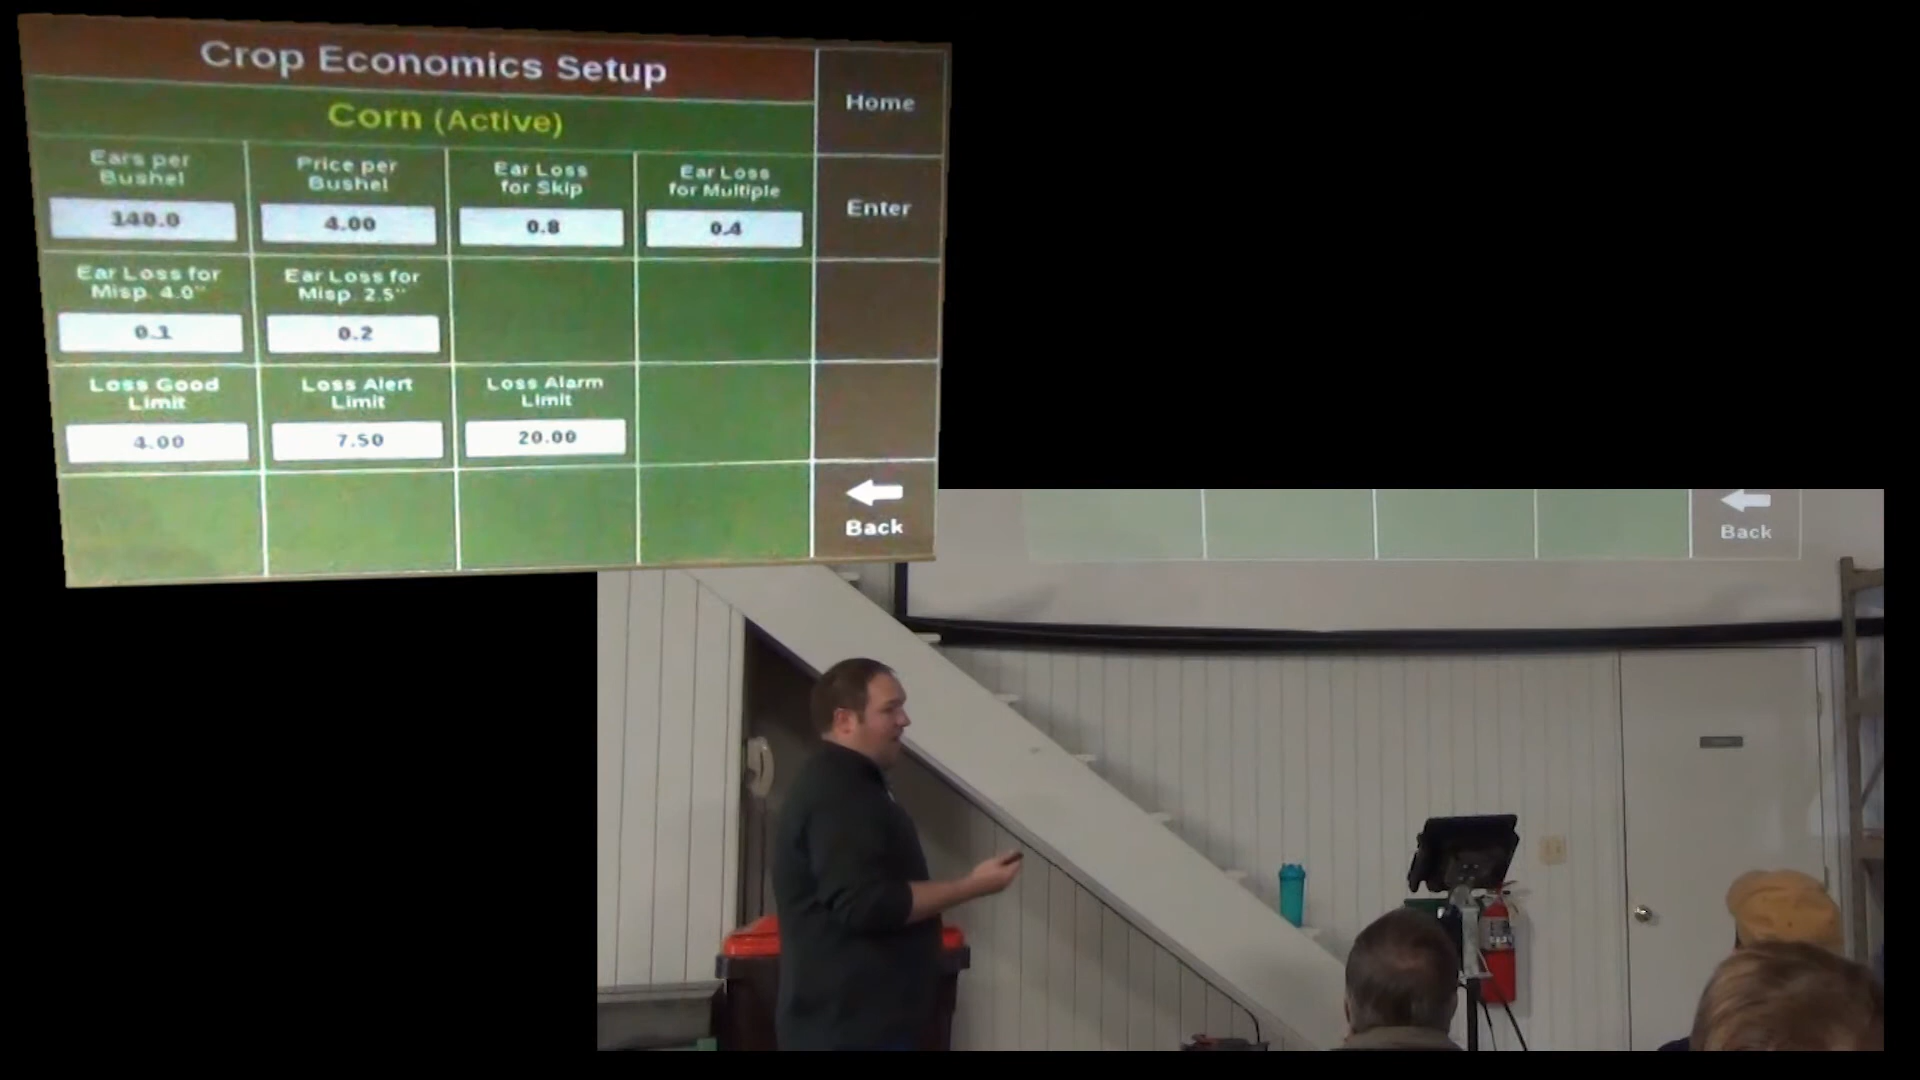 Crop Economics Setup
Home
Corn (Active)
Ears per
Bushel
Price per
Bushel
Ear Loss
for Skip
Ear Loss
for Multiple
Enter
140.0
4.00
0.8
0.4
Ear Loss for
Misp. 4.0"
Ear Loss for
Misp. 2.5"
0.1
0.2
Loss Good
Limit
Loss Alert
Limit
Loss Alarm
Limit
4.00
7.50
20.00
Back
Back